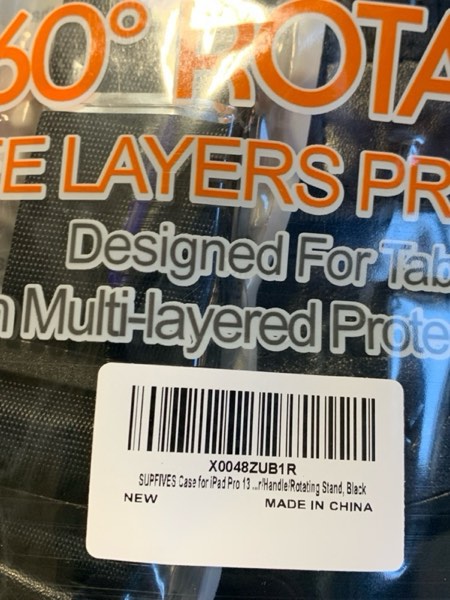 60° ROTA
EE LAYERS PR
Designed For Tab
n Multi-layered Prote
X0048ZUB1R
SUPFIVES Case for iPad Pro 13 ...r/Handle/Rotating Stand, Black
NEW MADE IN CHINA